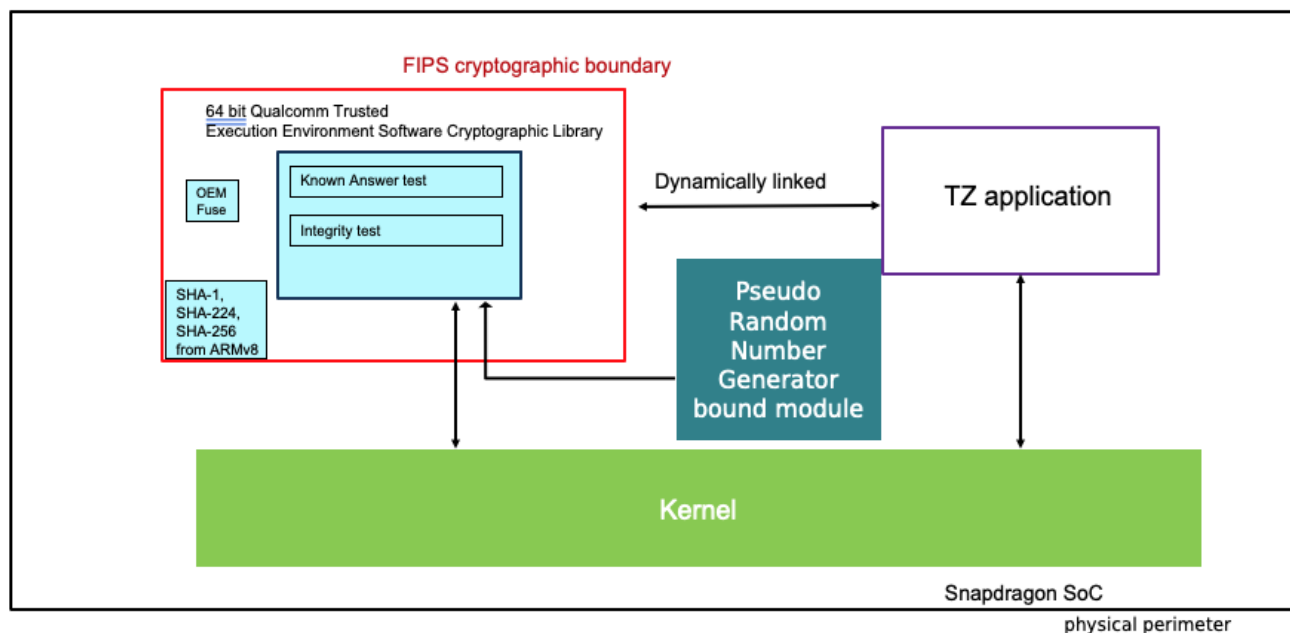 FIPS cryptographic boundary
64 bit Qualcomm Trusted
Execution Environment Software Cryptographic Library
Known Answer test
OEM
Fuse
Integrity test
SHA-1,
SHA-224,
SHA-256
from ARMv8
Dynamically linked
TZ application
Pseudo
Random
Number
Generator
bound module
Kernel
Snapdragon SoC
physical perimeter